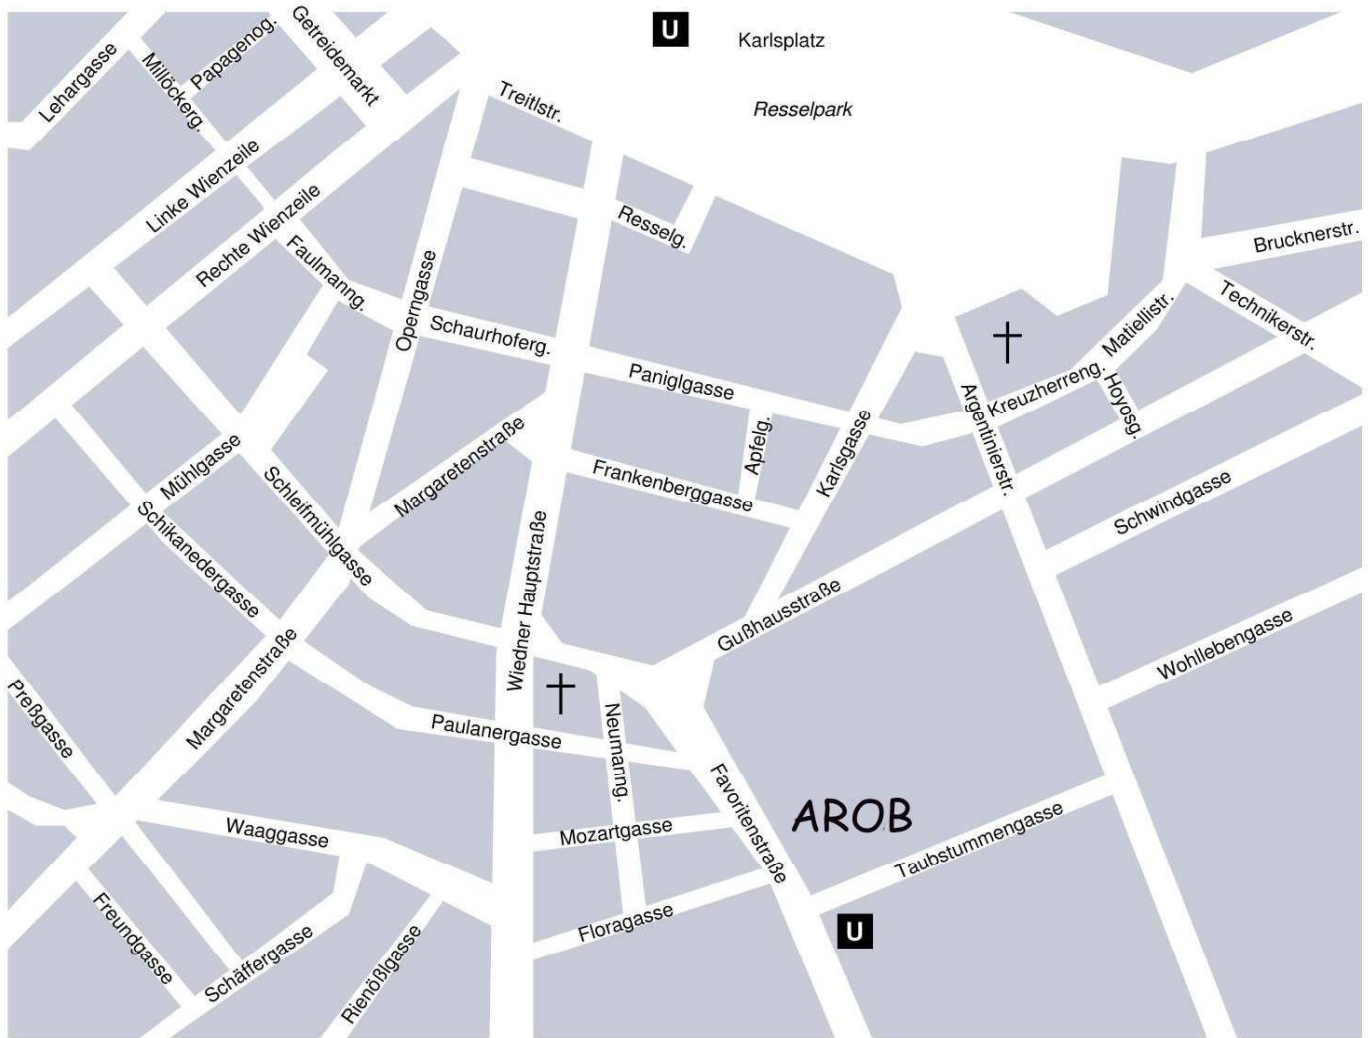 U
Karlsplatz
Resselpark
Getreidemarkt
Papagenog.
Lehargasse
Millöckerg.
Treitlstr.
Linke Wienzeile
Rechte Wienzeile
Resselg.
Brucknerstr.
Faulmanng.
Operngasse
Technikerstr.
Matiellistr.
Schaurhoferg.
Paniglgasse
Kreuzherreng.
Hoyosg.
Argentinierstr.
Apfelg.
Karlsgasse
Margaretenstraße
Mühlgasse
Frankenberggasse
Schleifmühlgasse
Schwindgasse
Schikanedergasse
Wiedner Hauptstraße
Gußhausstraße
Wohllebengasse
Margaretenstraße
Preßgasse
Paulanergasse
Neumanng.
Favoritenstraße
AROB
Waaggasse
Mozartgasse
Taubstummengasse
Freundgasse
Schäffergasse
Rienößlgasse
Floragasse
U